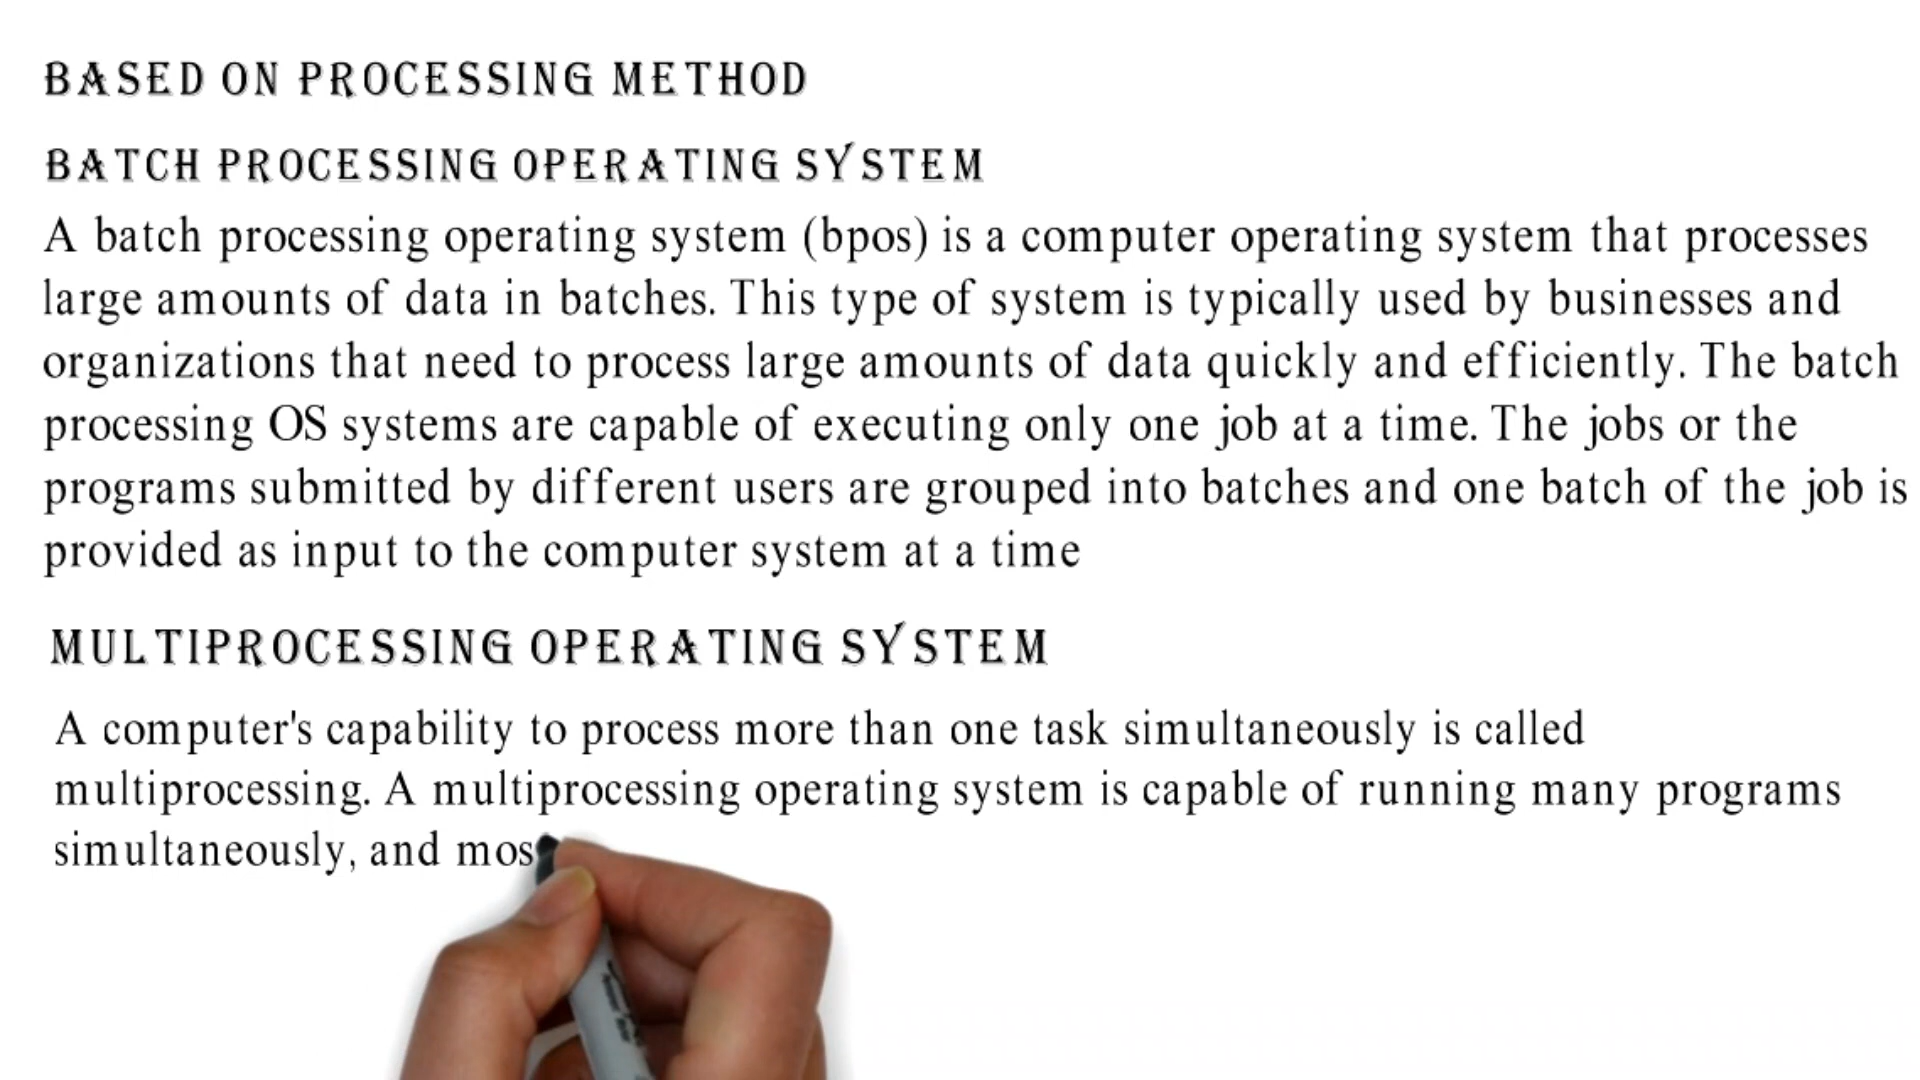 BASED ON PROCESSING METHOD
BATCH PROCESSING OPERATING SYSTEM
A batch processing operating system (bpos) is a computer operating system that processes
large amounts of data in batches. This type of system is typically used by businesses and
organizations that need to process large amounts of data quickly and efficiently. The batch
processing OS systems are capable of executing only one job at a time. The jobs or the
programs submitted by different users are grouped into batches and one batch of the job is
provided as input to the computer system at a time
MULTIPROCESSING OPERATING SYSTEM
A computer's capability to process more than one task simultaneously is called
multiprocessing. A multiprocessing operating system is capable of running many programs
simultaneously, and mos